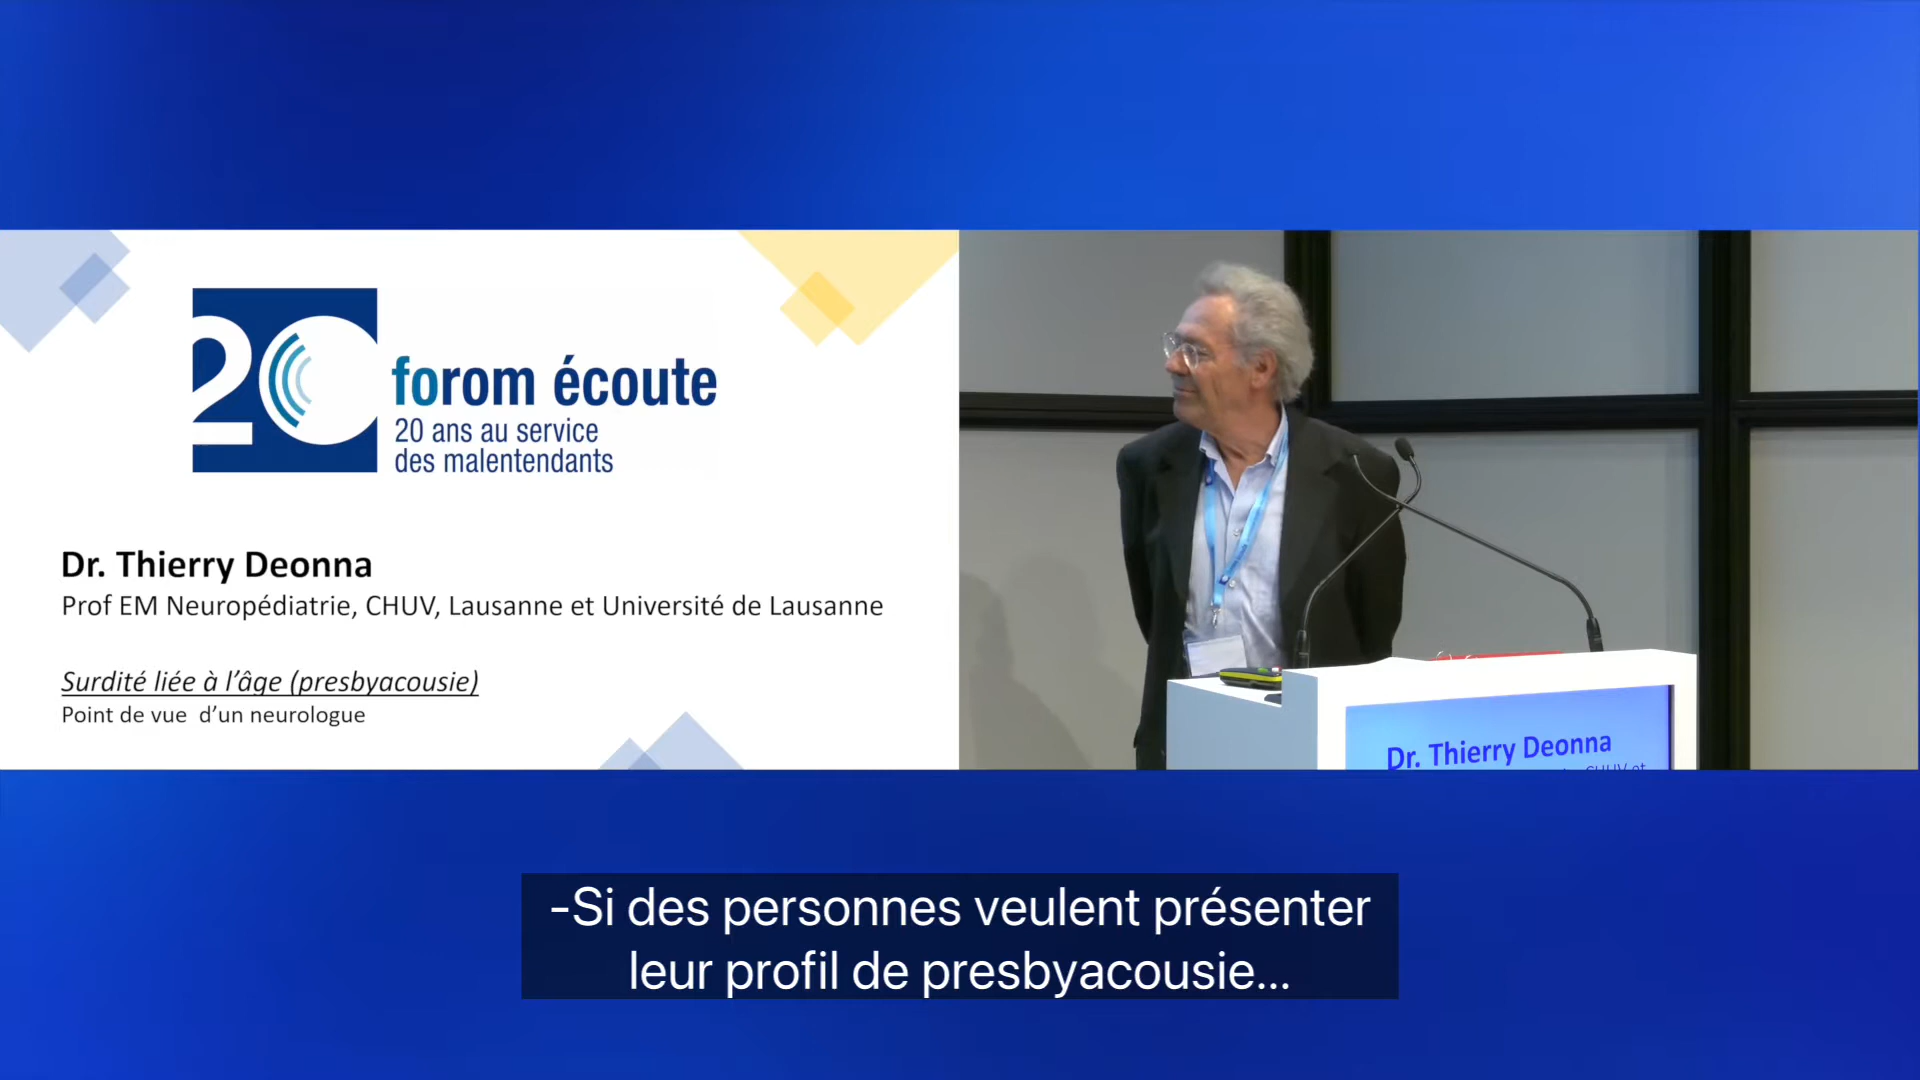 20
forom écoute
20 ans au service
des malentendants
Dr. Thierry Deonna
Prof EM Neuropédiatrie, CHUV, Lausanne et Université de Lausanne
Surdité liée à l'âge (presbyacousie)
Point de vue d'un neurologue
Dr. Thierry Deonna
CHUV et
-Si des personnes veulent présenter
leur profil de presbyacousie...